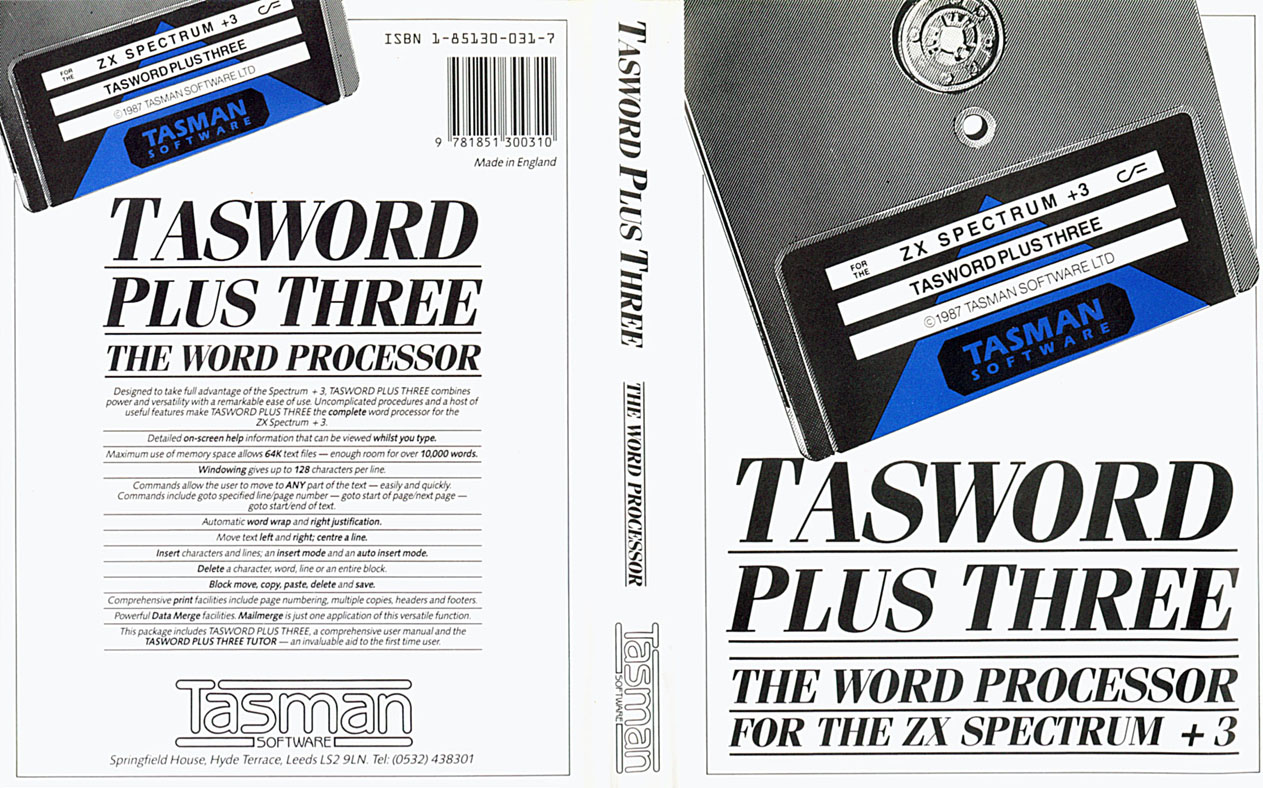 FOR THE ZX SPECTRUM +3
TASWORD PLUS THREE
©1987 TASMAN SOFTWARE LTD
TASMAN
SOFTWARE
ISBN 1-85130-031-7
9 781851 300310
Made in England
TASWORD
PLUS THREE
THE WORD PROCESSOR
Designed to take full advantage of the Spectrum + 3, TASWORD PLUS THREE combines
power and versatility with a remarkable ease of use. Uncomplicated procedures and a host of
useful features make TASWORD PLUS THREE the complete word processor for the
ZX Spectrum + 3.
Detailed on-screen help information that can be viewed whilst you type.
Maximum use of memory space allows 64K text files — enough room for over 10,000 words.
Windowing gives up to 128 characters per line.
Commands allow the user to move to ANY part of the text — easily and quickly.
Commands include goto specified line/page number — goto start of page/next page —
goto start/end of text.
Automatic word wrap and right justification.
Move text left and right; centre a line.
Insert characters and lines; an insert mode and an auto insert mode.
Delete a character, word, line or an entire block.
Block move, copy, paste, delete and save.
Comprehensive print facilities include page numbering, multiple copies, headers and footers.
Powerful Data Merge facilities. Mailmerge is just one application of this versatile function.
This package includes TASWORD PLUS THREE, a comprehensive user manual and the
TASWORD PLUS THREE TUTOR — an invaluable aid to the first time user.
Tasman
SOFTWARE
Springfield House, Hyde Terrace, Leeds LS2 9LN. Tel: (0532) 438301
TASWORD PLUS THREE THE WORD PROCESSOR
Tasman
SOFTWARE
FOR THE ZX SPECTRUM +3
TASWORD PLUS THREE
©1987 TASMAN SOFTWARE LTD
TASMAN
SOFTWARE
TASWORD
PLUS THREE
THE WORD PROCESSOR
FOR THE ZX SPECTRUM + 3